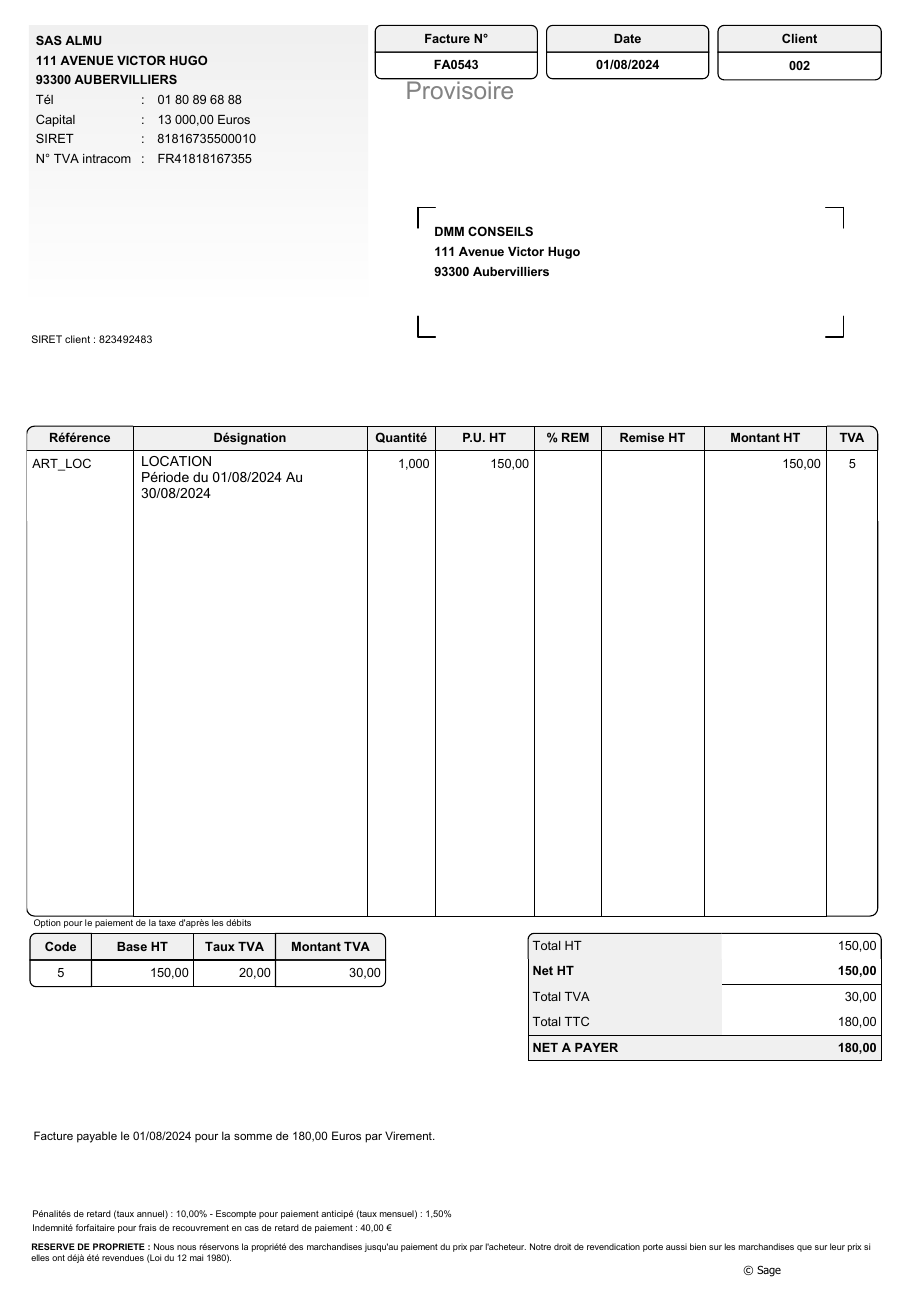 SAS ALMU
111 AVENUE VICTOR HUGO
93300 AUBERVILLIERS
Tél : 01 80 89 68 88
Capital : 13 000,00 Euros
SIRET : 81816735500010
N° TVA intracom : FR41818167355
Facture N° Date Client
FA0543 01/08/2024 002
Provisoire
DMM CONSEILS
111 Avenue Victor Hugo
93300 Aubervilliers
SIRET client : 823492483
Référence Désignation Quantité P.U. HT % REM Remise HT Montant HT TVA
ART_LOC LOCATION 1,000 150,00 150,00 5
Période du 01/08/2024 Au
30/08/2024
Option pour le paiement de la taxe d'après les débits
Code Base HT Taux TVA Montant TVA
5 150,00 20,00 30,00
Total HT 150,00
Net HT 150,00
Total TVA 30,00
Total TTC 180,00
NET A PAYER 180,00
Facture payable le 01/08/2024 pour la somme de 180,00 Euros par Virement.
Pénalités de retard (taux annuel) : 10,00% - Escompte pour paiement anticipé (taux mensuel) : 1,50%
Indemnité forfaitaire pour frais de recouvrement en cas de retard de paiement : 40,00 €
RESERVE DE PROPRIETE : Nous nous réservons la propriété des marchandises jusqu'au paiement du prix par l'acheteur. Notre droit de revendication porte aussi bien sur les marchandises que sur leur prix si
elles ont déjà été revendues (Loi du 12 mai 1980).
© Sage